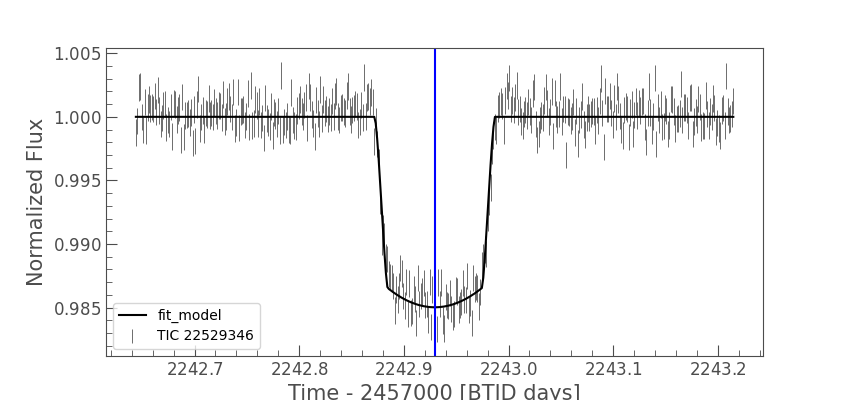 1.005
1.000
0.995
0.990
0.985
Normalized Flux
fit_model
TIC 22529346
2242.7 2242.8 2242.9 2243.0 2243.1 2243.2
Time - 2457000 [BTJD days]